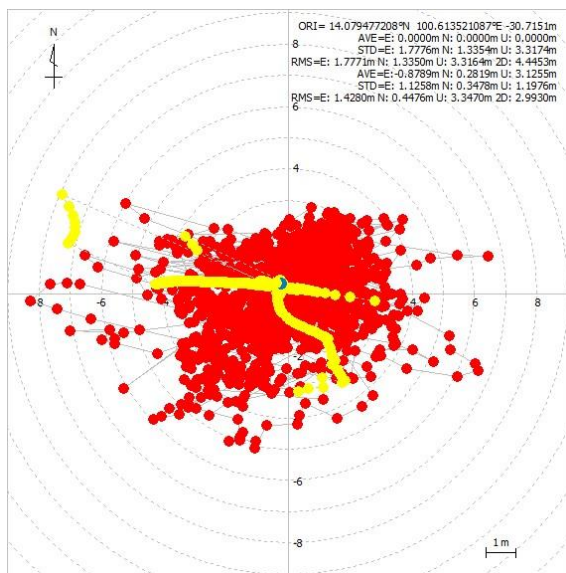 ORI= 14.079477208°N 100.613521087°E -30.7151m
N
AVE=E: 0.0000m N: 0.0000m U: 0.0000m
8
STD=E: 1.7776m N: 1.3354m U: 3.3174m
RMS=E: 1.7771m N: 1.3350m U: 3.3164m 2D: 4.4453m
AVE=E:-0.8789m N: 0.2819m U: 3.1255m
STD=E: 1.1258m N: 0.3478m U: 1.1976m
RMS=E: 1.4280m N: 0.4476m U: 3.3470m 2D: 2.9930m
4
-8 -6 4 6 8
-2
-6
-8
1 m